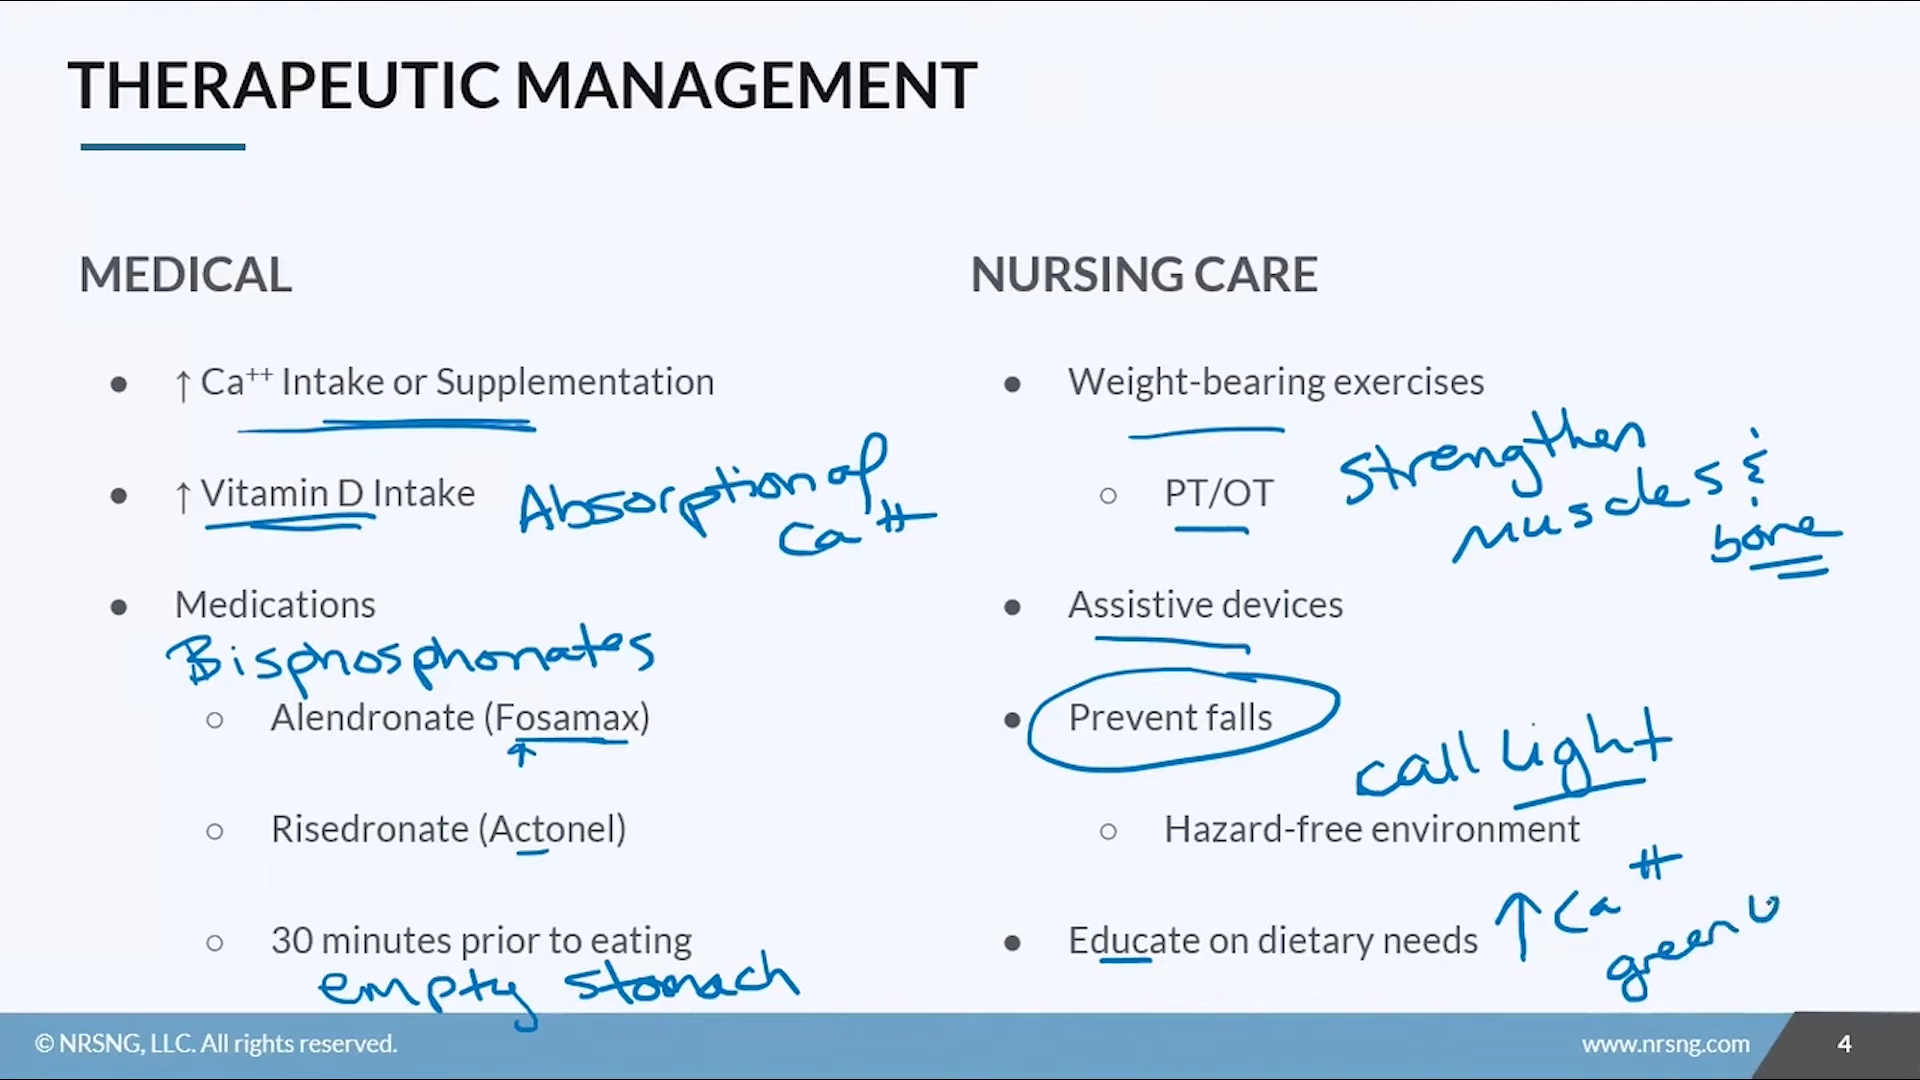 THERAPEUTIC MANAGEMENT
MEDICAL
↑ Ca++ Intake or Supplementation
↑ Vitamin D Intake
Absorption of
Ca++
Medications
Bisphosphonates
Alendronate (Fosamax)
Risedronate (Actonel)
30 minutes prior to eating
empty stomach
NURSING CARE
Weight-bearing exercises
Strengthen
muscles &
bone
PT/OT
Assistive devices
Prevent falls
call light
Hazard-free environment
Educate on dietary needs
↑ Ca++
green
© NRSNG, LLC. All rights reserved.
www.nrsng.com
4